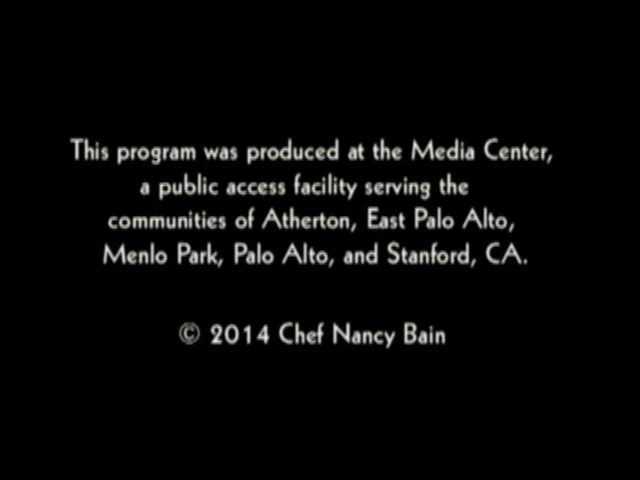 This program was produced at the Media Center,
a public access facility serving the
communities of Atherton, East Palo Alto,
Menlo Park, Palo Alto, and Stanford, CA.
© 2014 Chef Nancy Bain